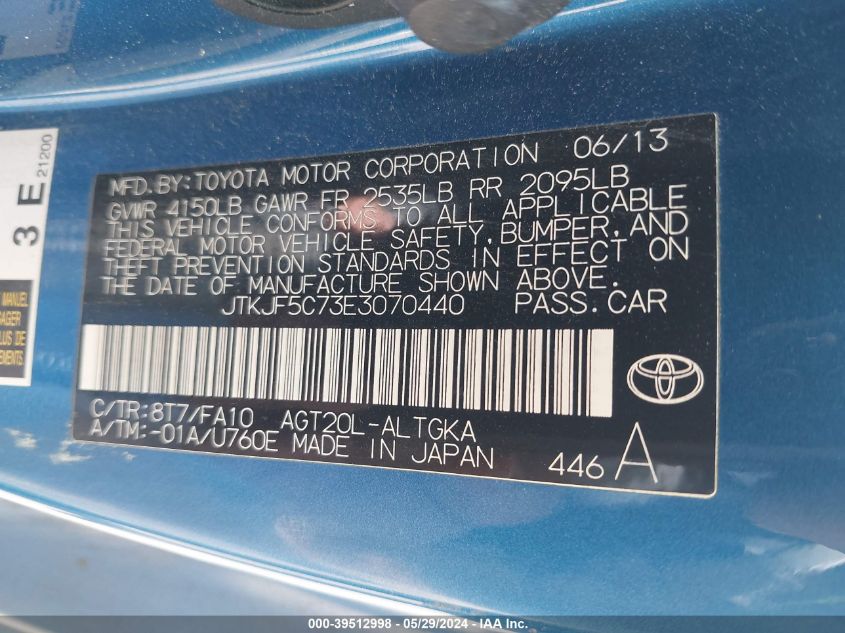 MFD. BY: TOYOTA MOTOR CORPORATION 06/13
GVWR 4150LB GAWR FR 2535LB RR 2095LB
THIS VEHICLE CONFORMS TO ALL APPLICABLE
FEDERAL MOTOR VEHICLE SAFETY, BUMPER, AND
THEFT PREVENTION STANDARDS IN EFFECT ON
THE DATE OF MANUFACTURE SHOWN ABOVE.
JTKJF5C73E3070440 PASS. CAR
C/TR: 8T7/FA10 AGT20L-ALTGKA
A/TM: -01A/U760E MADE IN JAPAN
446 A
3 E
21200
MANUEL
PLUS DE
000-39512998 - 05/29/2024 - IAA Inc.